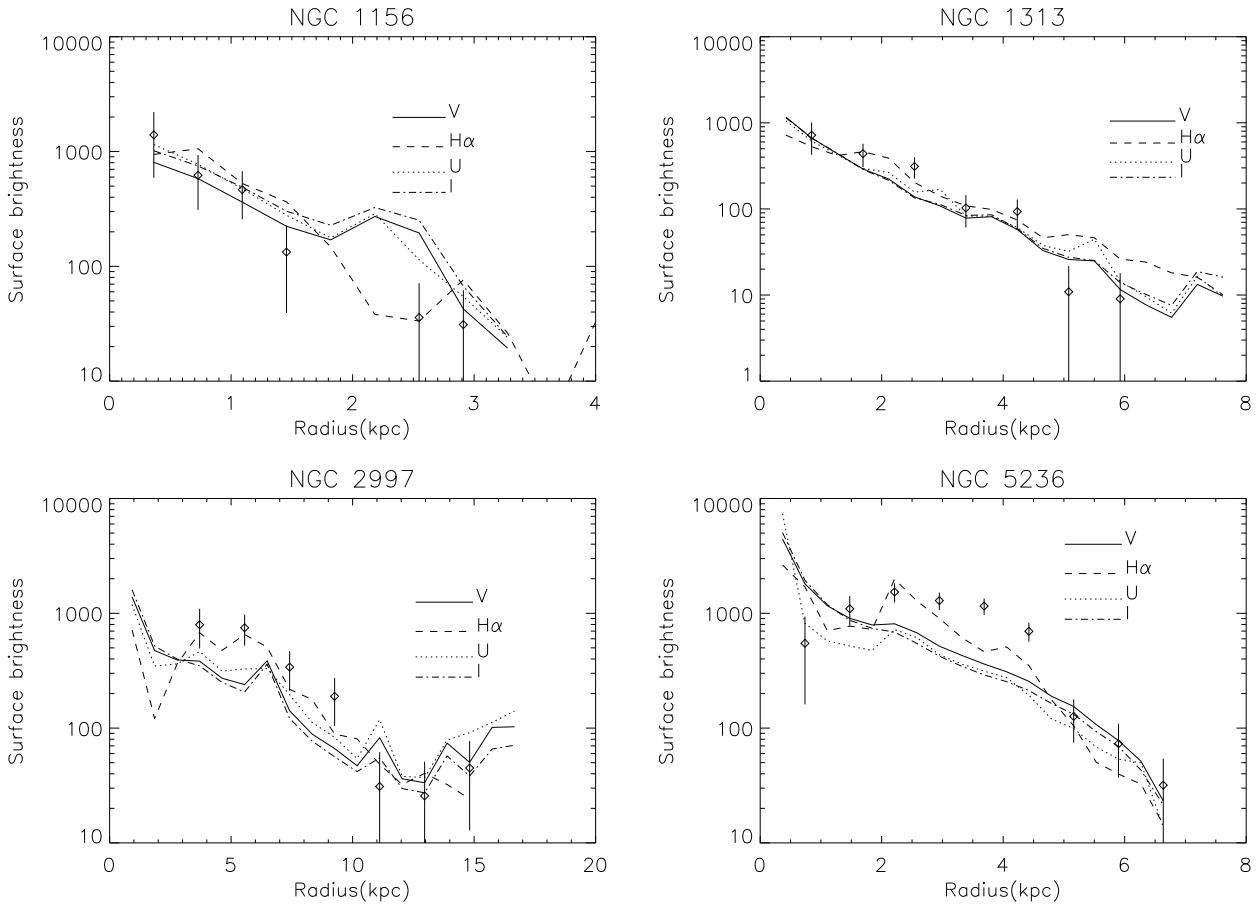 NGC 1156
10000
1000
100
10
Surface brightness
V
Hα
U
I
0 1 2 3 4
Radius(kpc)
NGC 1313
10000
1000
100
10
1
Surface brightness
V
Hα
U
I
0 2 4 6 8
Radius(kpc)
NGC 2997
10000
1000
100
10
Surface brightness
V
Hα
U
I
0 5 10 15 20
Radius(kpc)
NGC 5236
10000
1000
100
10
Surface brightness
V
Hα
U
I
0 2 4 6 8
Radius(kpc)